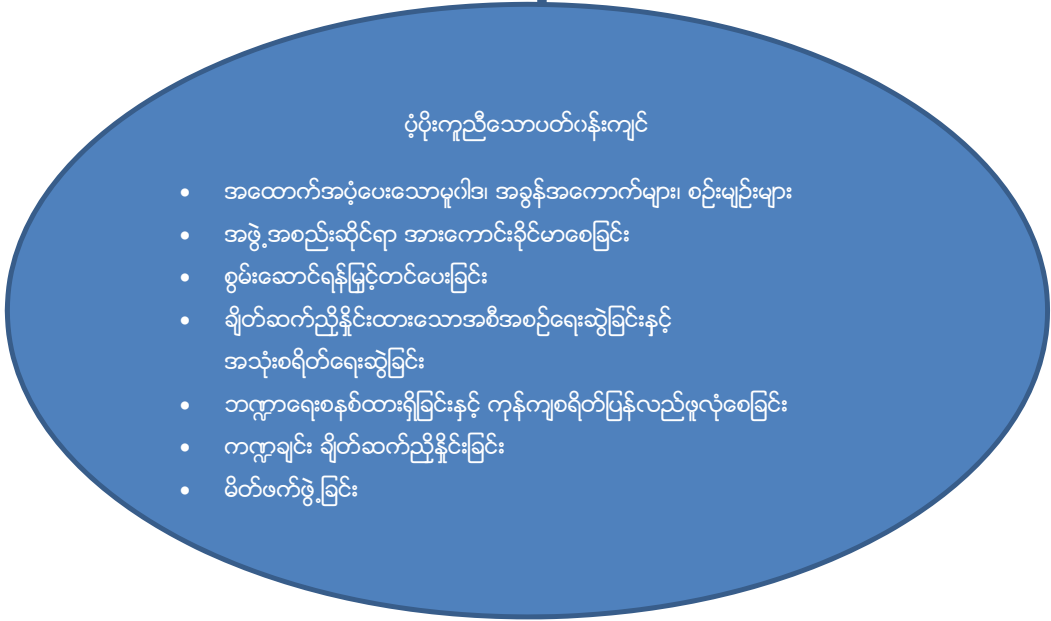 ပံ့ပိုးကူညီသောပတ်ဝန်းကျင်
• အထောက်အပံ့ပေးသောမူဝါဒ၊ အခွန်အကောက်များ၊ စဉ်းမျဉ်းများ
• အဖွဲ့အစည်းဆိုင်ရာ အားကောင်းခိုင်မာစေခြင်း
• စွမ်းဆောင်ရန်မြှင့်တင်ပေးခြင်း
• ချိတ်ဆက်ညှိနှိုင်းထားသောအစီအစဉ်ရေးဆွဲခြင်းနှင့်
အသုံးစရိတ်ရေးဆွဲခြင်း
• ဘဏ္ဍာရေးစနစ်ထားရှိခြင်းနှင့် ကုန်ကျစရိတ်ပြန်လည်ဖူလုံစေခြင်း
• ကဏ္ဍချင်း ချိတ်ဆက်ညှိနှိုင်းခြင်း
• မိတ်ဖက်ဖွဲ့ခြင်း